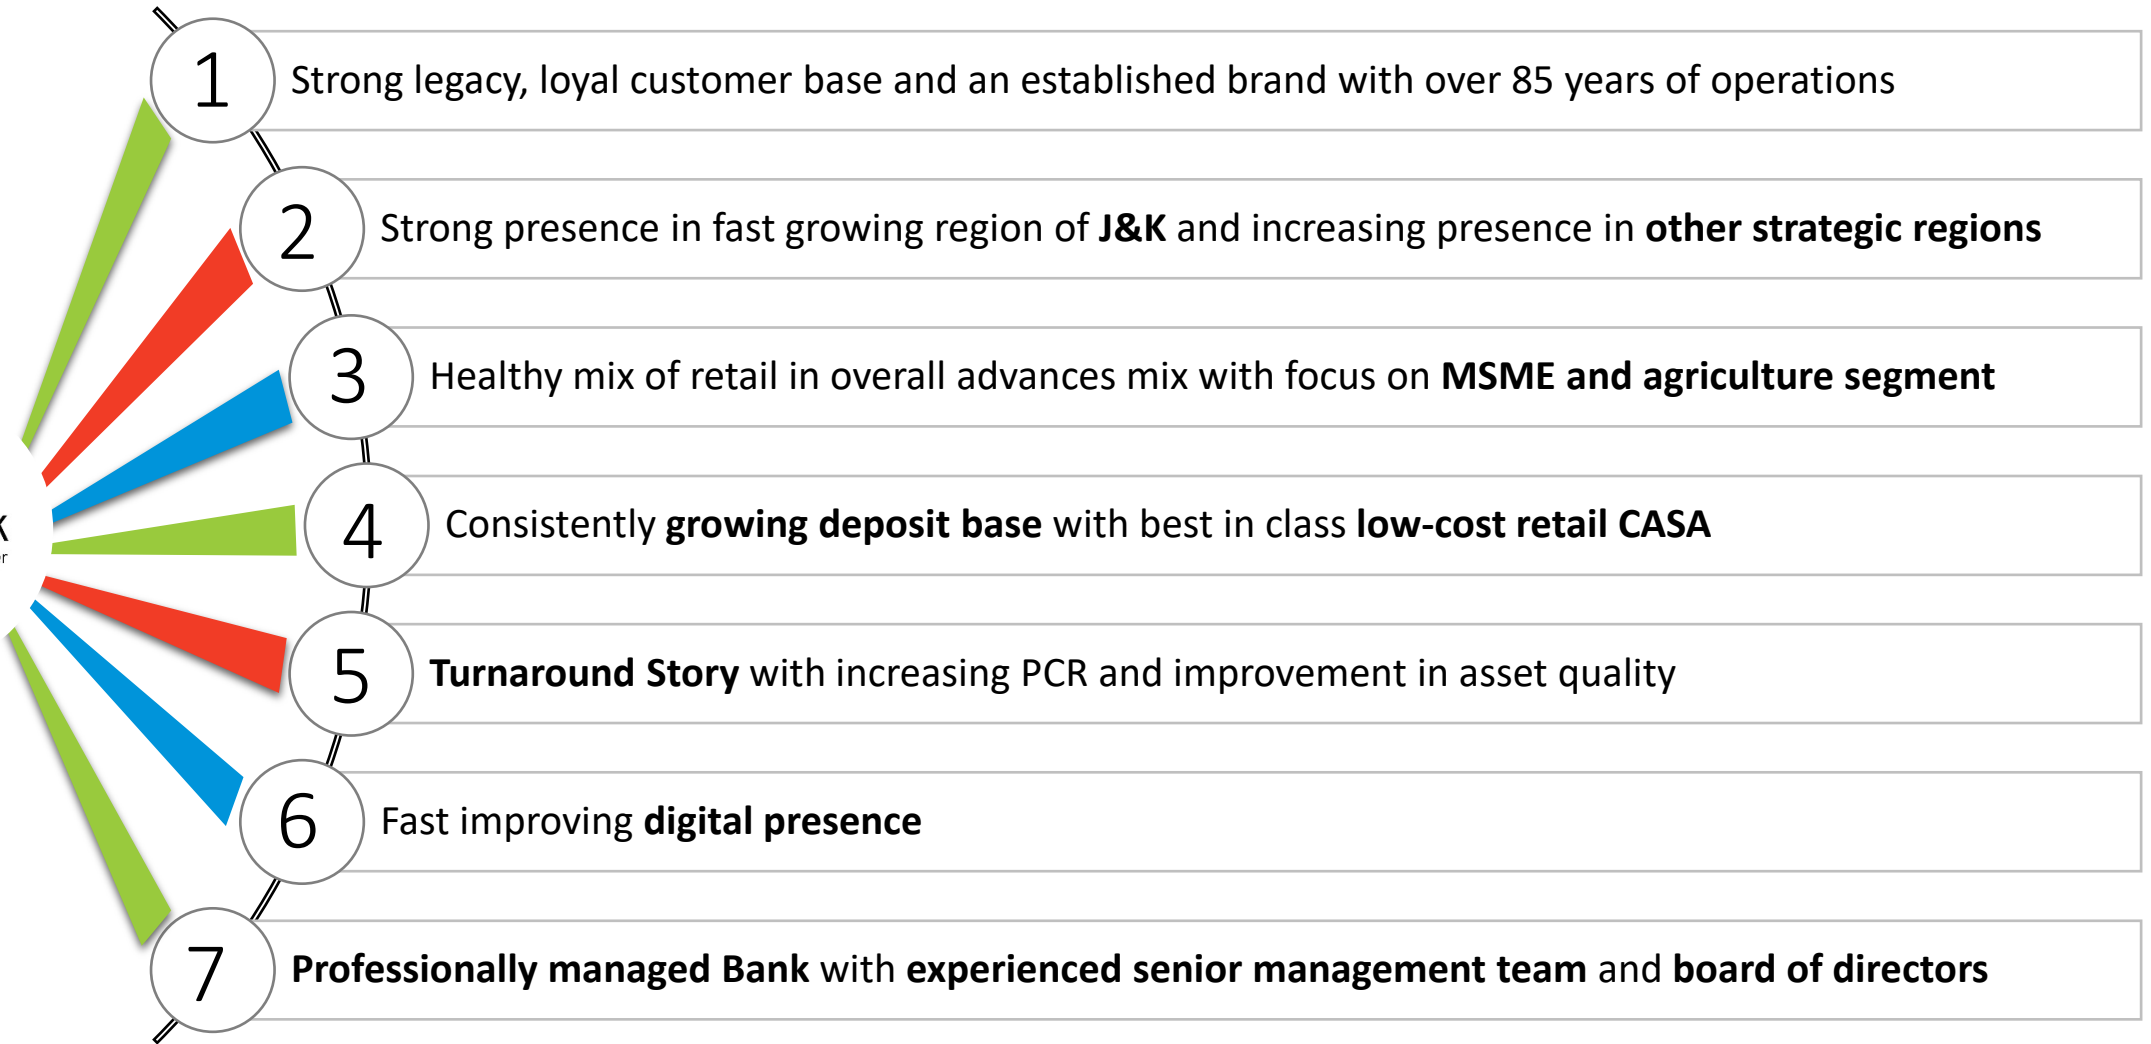 1
Strong legacy, loyal customer base and an established brand with over 85 years of operations
2
Strong presence in fast growing region of J&K and increasing presence in other strategic regions
3
Healthy mix of retail in overall advances mix with focus on MSME and agriculture segment
4
Consistently growing deposit base with best in class low-cost retail CASA
5
Turnaround Story with increasing PCR and improvement in asset quality
6
Fast improving digital presence
7
Professionally managed Bank with experienced senior management team and board of directors